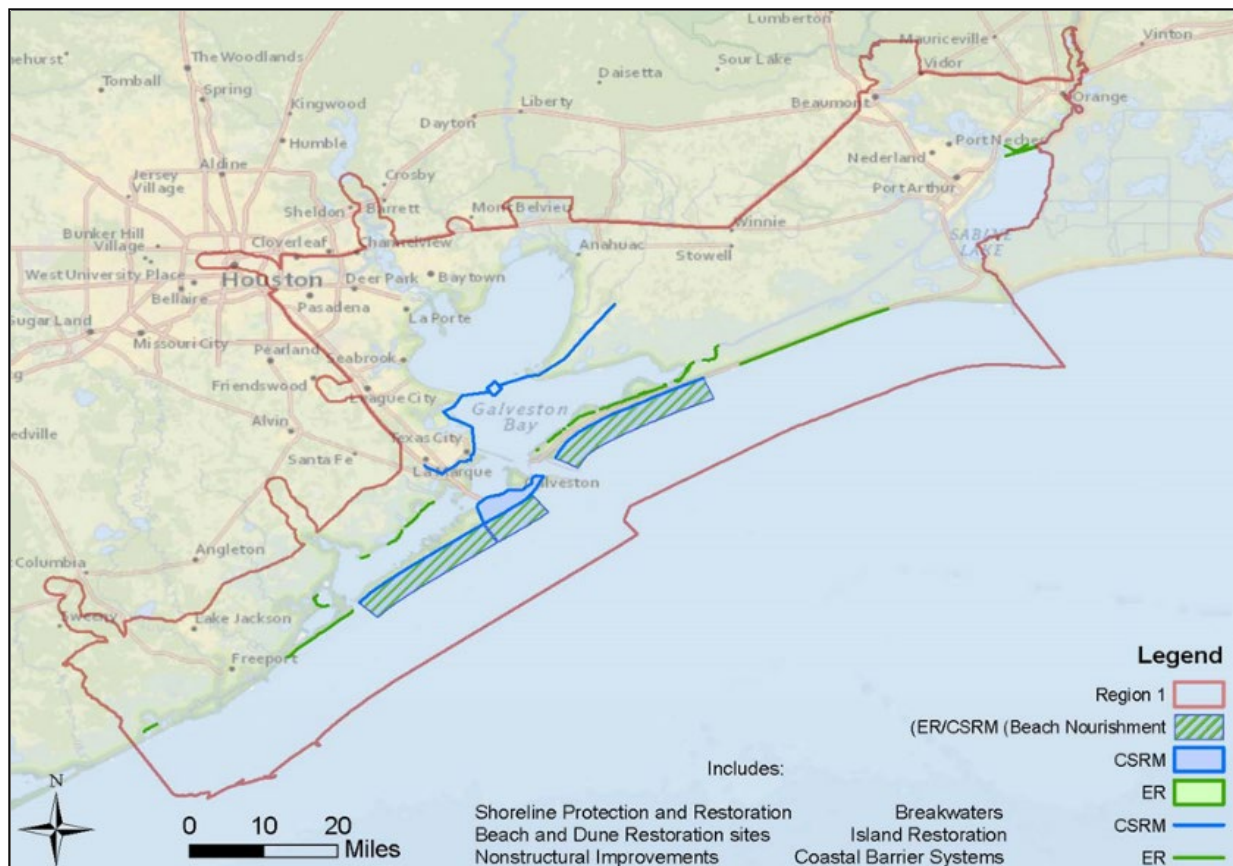 Lumberton
Mauriceville
Vinton
nehurst
The Woodlands
Sour Lake
Vidor
Tomball
Daisetta
Spring
Kingwood
Beaumont
Orange
Liberty
Dayton
Humble
Port Neches
Aldine
Nederland
Jersey
Village
Crosby
Port Arthur
Sheldon
Barrett
Mont Belvieu
Winnie
Bunker Hill
Village
Cloverleaf
Channelview
Anahuac
Stowell
SABINE
LAKE
West University Place
Houston
Deer Park
Baytown
Bellaire
Pasadena
La Porte
Sugar Land
Missouri City
Pearland
Seabrook
Friendswood
League City
Galveston
Bay
Alvin
edville
Texas City
Santa Fe
La Marque
Galveston
Angleton
Columbia
Sweeny
Lake Jackson
Freeport
Legend
Region 1
(ER/CSRM (Beach Nourishment
CSRM
ER
CSRM
ER
Includes:
Shoreline Protection and Restoration
Beach and Dune Restoration sites
Nonstructural Improvements
Breakwaters
Island Restoration
Coastal Barrier Systems
N
0 10 20
Miles